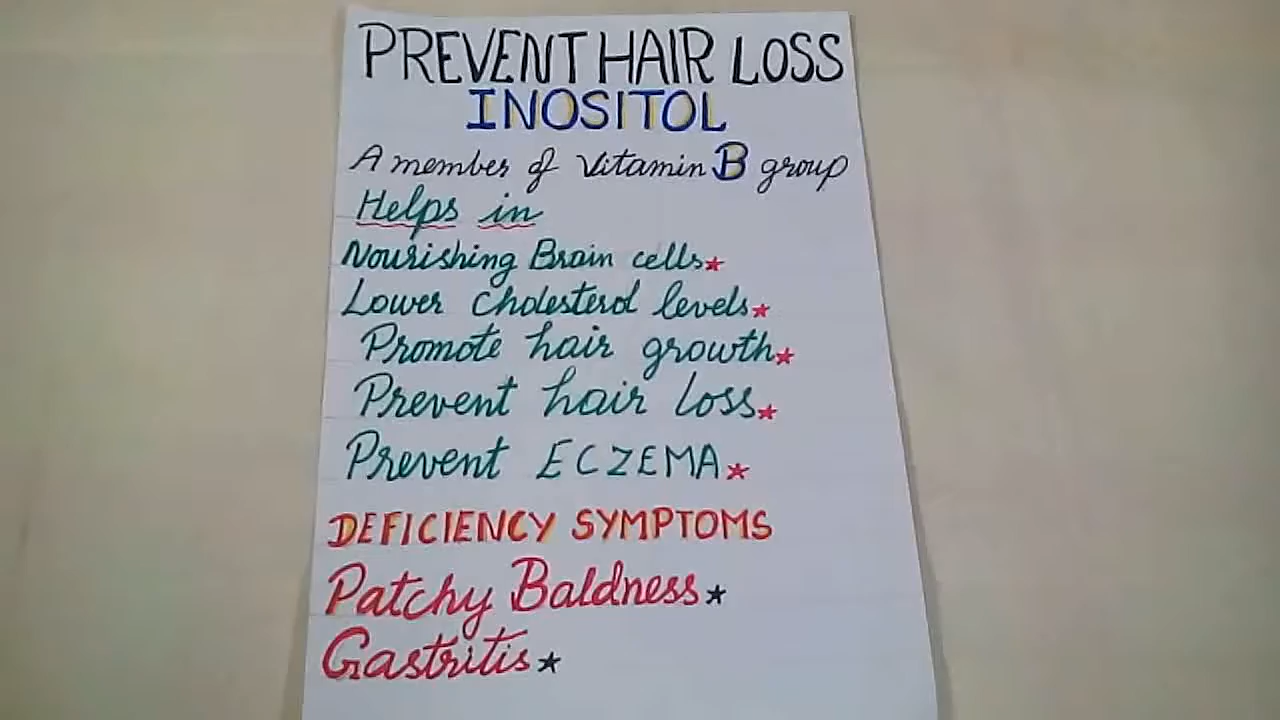 PREVENT HAIR LOSS
INOSITOL
A member of Vitamin B group
Helps in
Nourishing Brain cells
Lower cholesterol levels
Promote hair growth
Prevent hair loss
Prevent ECZEMA
DEFICIENCY SYMPTOMS
Patchy Baldness
Gastritis